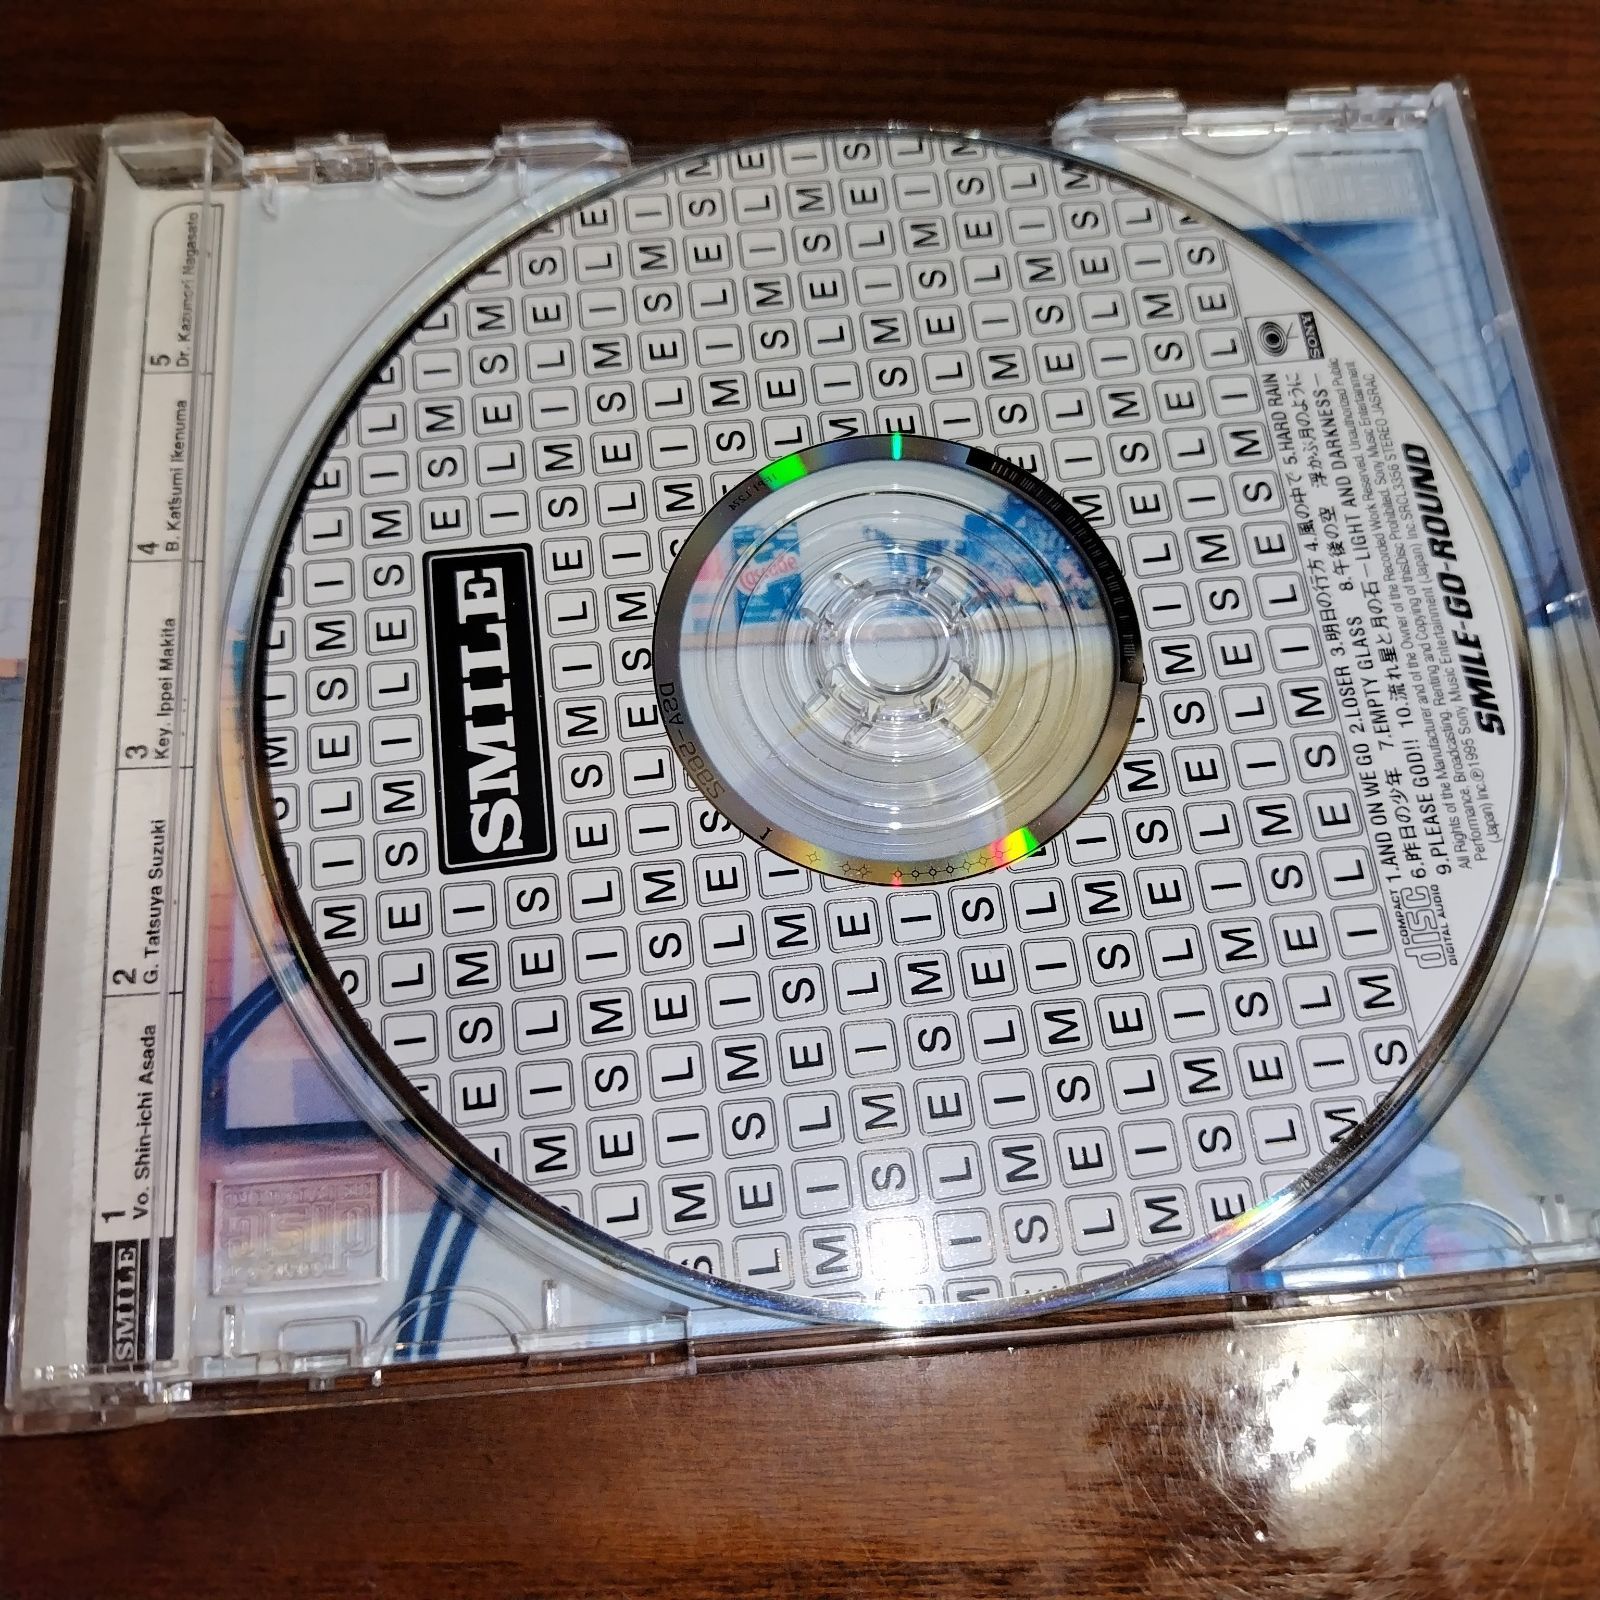 SMILE
1
Vo. Shin-ichi Asada
2
G. Tatsuya Suzuki
3
Key. Ippei Makita
4
B. Katsumi Ikenuma
5
Dr. Kazunori Nagasato
SMILE
SONY
COMPACT
disc
DIGITAL AUDIO
1.AND ON WE GO 2.LOSER 3.明日の行方 4.風の中で 5.HARD RAIN
6.昨日の少年 7.EMPTY GLASS 8.午後の空 浮かぶ月のように
9.PLEASE GOD!! 10.流れ星と月の石－LIGHT AND DARKNESS－
All Rights of the Manufacturer and of the Owner of the Recorded Work Reserved. Unauthorized Public
Performance, Broadcasting, Renting and Copying of this disc Prohibited. Sony Music Entertainment
(Japan) Inc. ℗1995 Sony Music Entertainment (Japan) Inc. SRCL 3356 STEREO JASRAC
SMILE-GO-ROUND